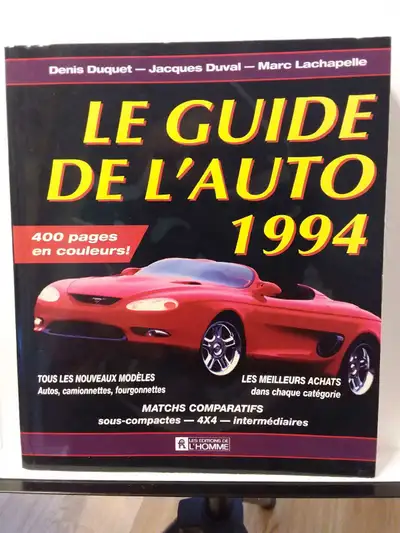 Denis Duquet — Jacques Duval — Marc Lachapelle
LE GUIDE
DE L'AUTO
1994
400 pages
en couleurs!
TOUS LES NOUVEAUX MODÈLES
Autos, camionnettes, fourgonnettes
LES MEILLEURS ACHATS
dans chaque catégorie
MATCHS COMPARATIFS
sous-compactes — 4X4 — intermédiaires
LES ÉDITIONS DE
L'HOMME